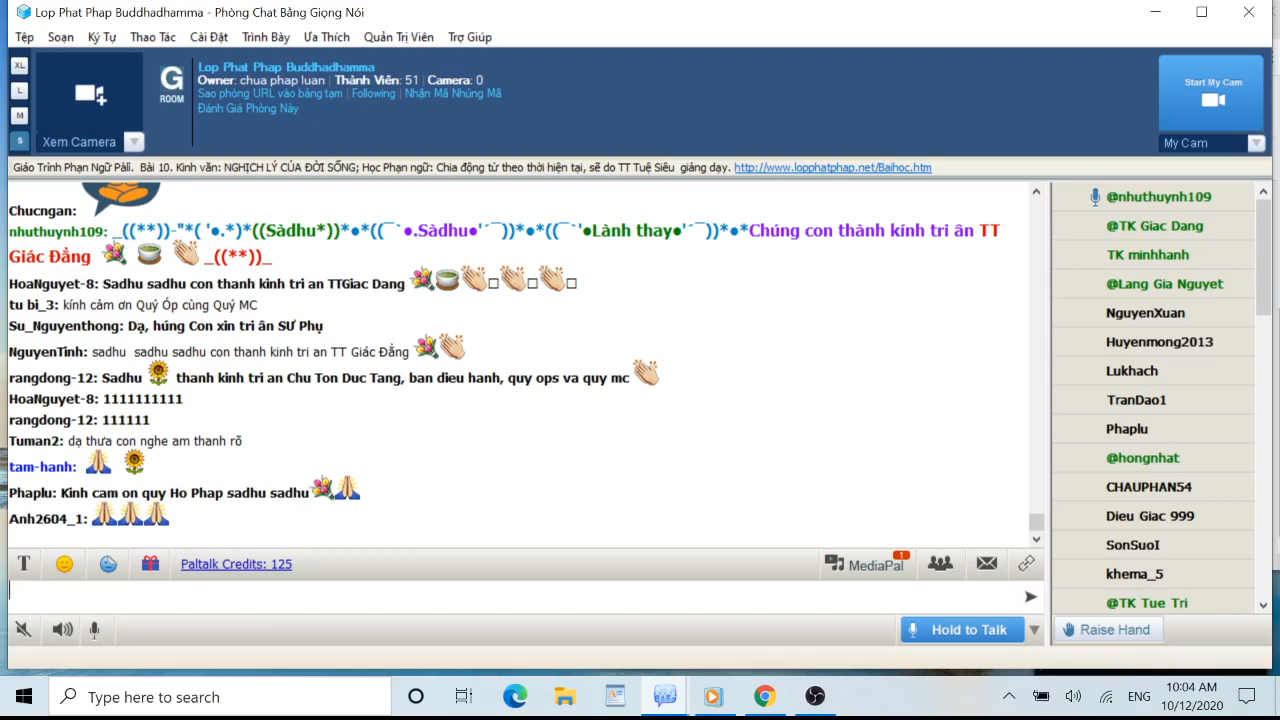 Lop Phat Phap Buddhadhamma - Phòng Chat Bằng Giọng Nói
Tệp Soạn Ký Tự Thao Tác Cài Đặt Trình Bày Ưa Thích Quản Trị Viên Trợ Giúp
XL
L
M
S
Xem Camera
G
ROOM
Lop Phat Phap Buddhadhamma
Owner: chua phap luan | Thành Viên: 51 | Camera: 0
Sao phòng URL vào bảng tạm | Following | Nhận Mã Nhúng Mã
Đánh Giá Phòng Này
Start My Cam
My Cam
Giáo Trình Phạn Ngữ Pàli. Bài 10. Kinh văn: NGHỊCH LÝ CỦA ĐỜI SỐNG; Học Phạn ngữ: Chia động từ theo thời hiện tại, sẽ do TT Tuệ Siêu giảng dạy. http://www.lopphatphap.net/Baihoc.htm
Chucngan:
nhuthuynh109: _((**))-"*( '●.*)*((Sàdhu*))*●*((¯`●.Sàdhu●'´¯))*●*((¯`'●Lành thay●'´¯))*●*Chúng con thành kính tri ân TT
Giác Đẳng _((**))_
HoaNguyet-8: Sadhu sadhu con thanh kinh tri an TTGiac Dang □ □ □
tu bi_3: kính cảm ơn Quý Óp cùng Quý MC
Su_Nguyenthong: Dạ, húng Con xin tri ân SƯ Phụ
NguyenTinh: sadhu sadhu sadhu con thanh kinh tri an TT Giác Đẳng
rangdong-12: Sadhu thanh kinh tri an Chu Ton Duc Tang, ban dieu hanh, quy ops va quy mc
HoaNguyet-8: 1111111111
rangdong-12: 111111
Tuman2: dạ thưa con nghe am thanh rõ
tam-hanh:
Phaplu: Kinh cam on quy Ho Phap sadhu sadhu
Anh2604_1:
T Paltalk Credits: 125 MediaPal 1
Hold to Talk
@nhuthuynh109
@TK Giac Dang
TK minhhanh
@Lang Gia Nguyet
NguyenXuan
Huyenmong2013
Lukhach
TranDao1
Phaplu
@hongnhat
CHAUPHAN54
Dieu Giac 999
SonSuoI
khema_5
@TK Tue Tri
Raise Hand
Type here to search
ENG
10:04 AM
10/12/2020